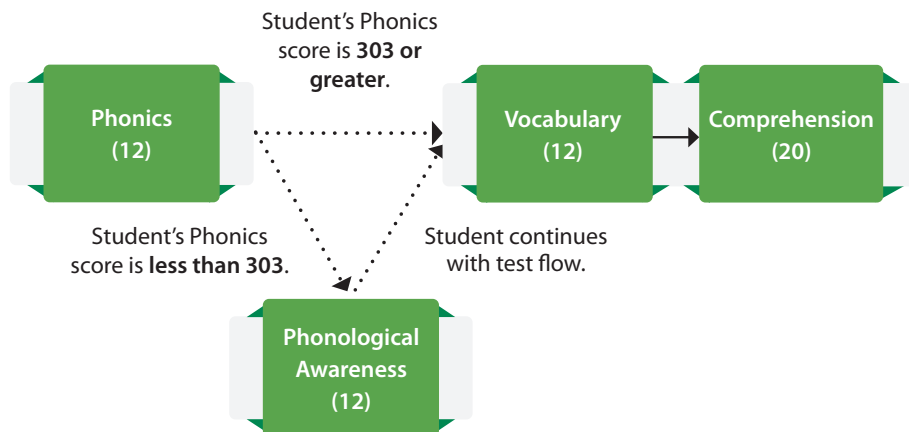 Student’s Phonics
score is 303 or
greater.
Phonics
(12)
Vocabulary
(12)
Comprehension
(20)
Student’s Phonics
score is less than 303.
Student continues
with test flow.
Phonological
Awareness
(12)